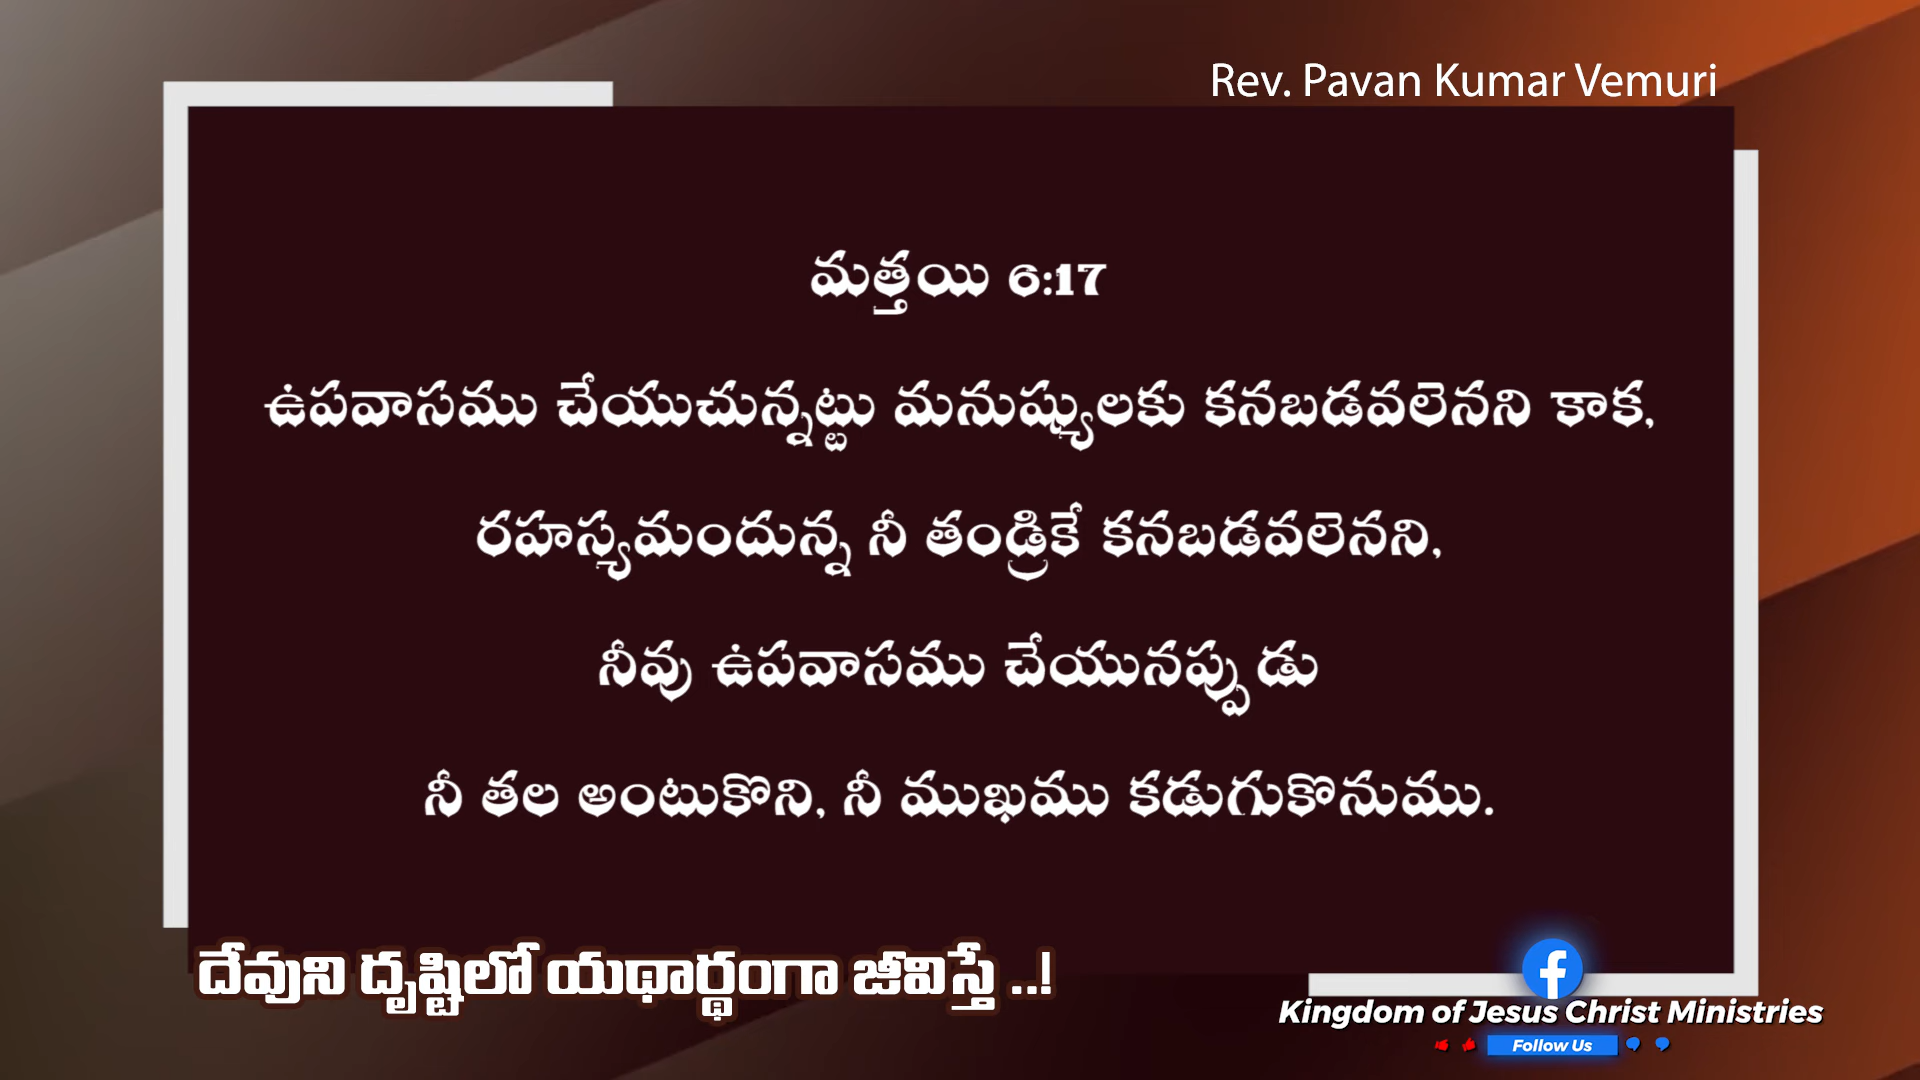 Rev. Pavan Kumar Vemuri
మత్తయి 6:17
ఉపవాసము చేయుచున్నట్టు మనుష్యులకు కనబడవలెనని కాక,
రహస్యమందున్న నీ తండ్రికే కనబడవలెనని,
నీవు ఉపవాసము చేయునప్పుడు
నీ తల అంటుకొని, నీ ముఖము కడుగుకొనుము.
దేవుని దృష్టిలో యథార్థంగా జీవిస్తే ..!
Kingdom of Jesus Christ Ministries
Follow Us